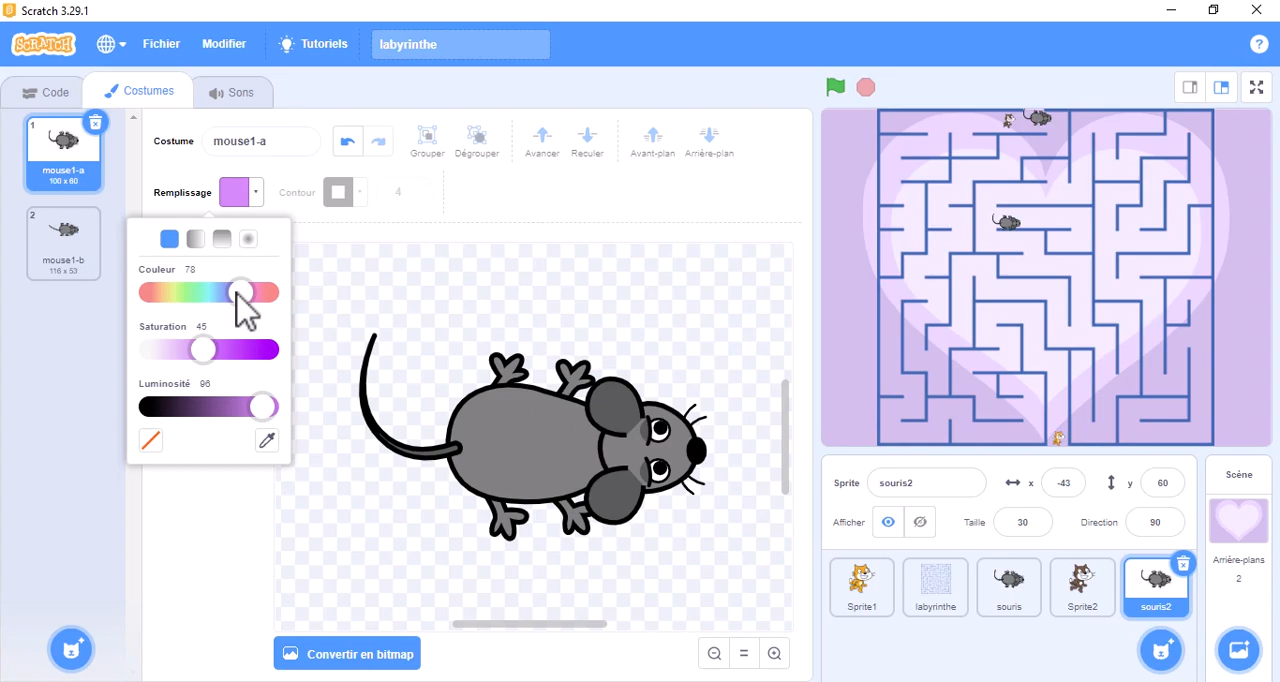 Scratch 3.29.1
SCRATCH Fichier Modifier Tutoriels labyrinthe ?
Code Costumes Sons
1
mouse1-a
100 x 60
2
mouse1-b
116 x 53
Costume mouse1-a
Grouper Dégrouper Avancer Reculer Avant-plan Arrière-plan
Remplissage Contour 4
Couleur 78
Saturation 45
Luminosité 96
Convertir en bitmap
Sprite souris2 x -43 y 60
Afficher Taille 30 Direction 90
Sprite1 labyrinthe souris Sprite2 souris2
Scène
Arrière-plans
2